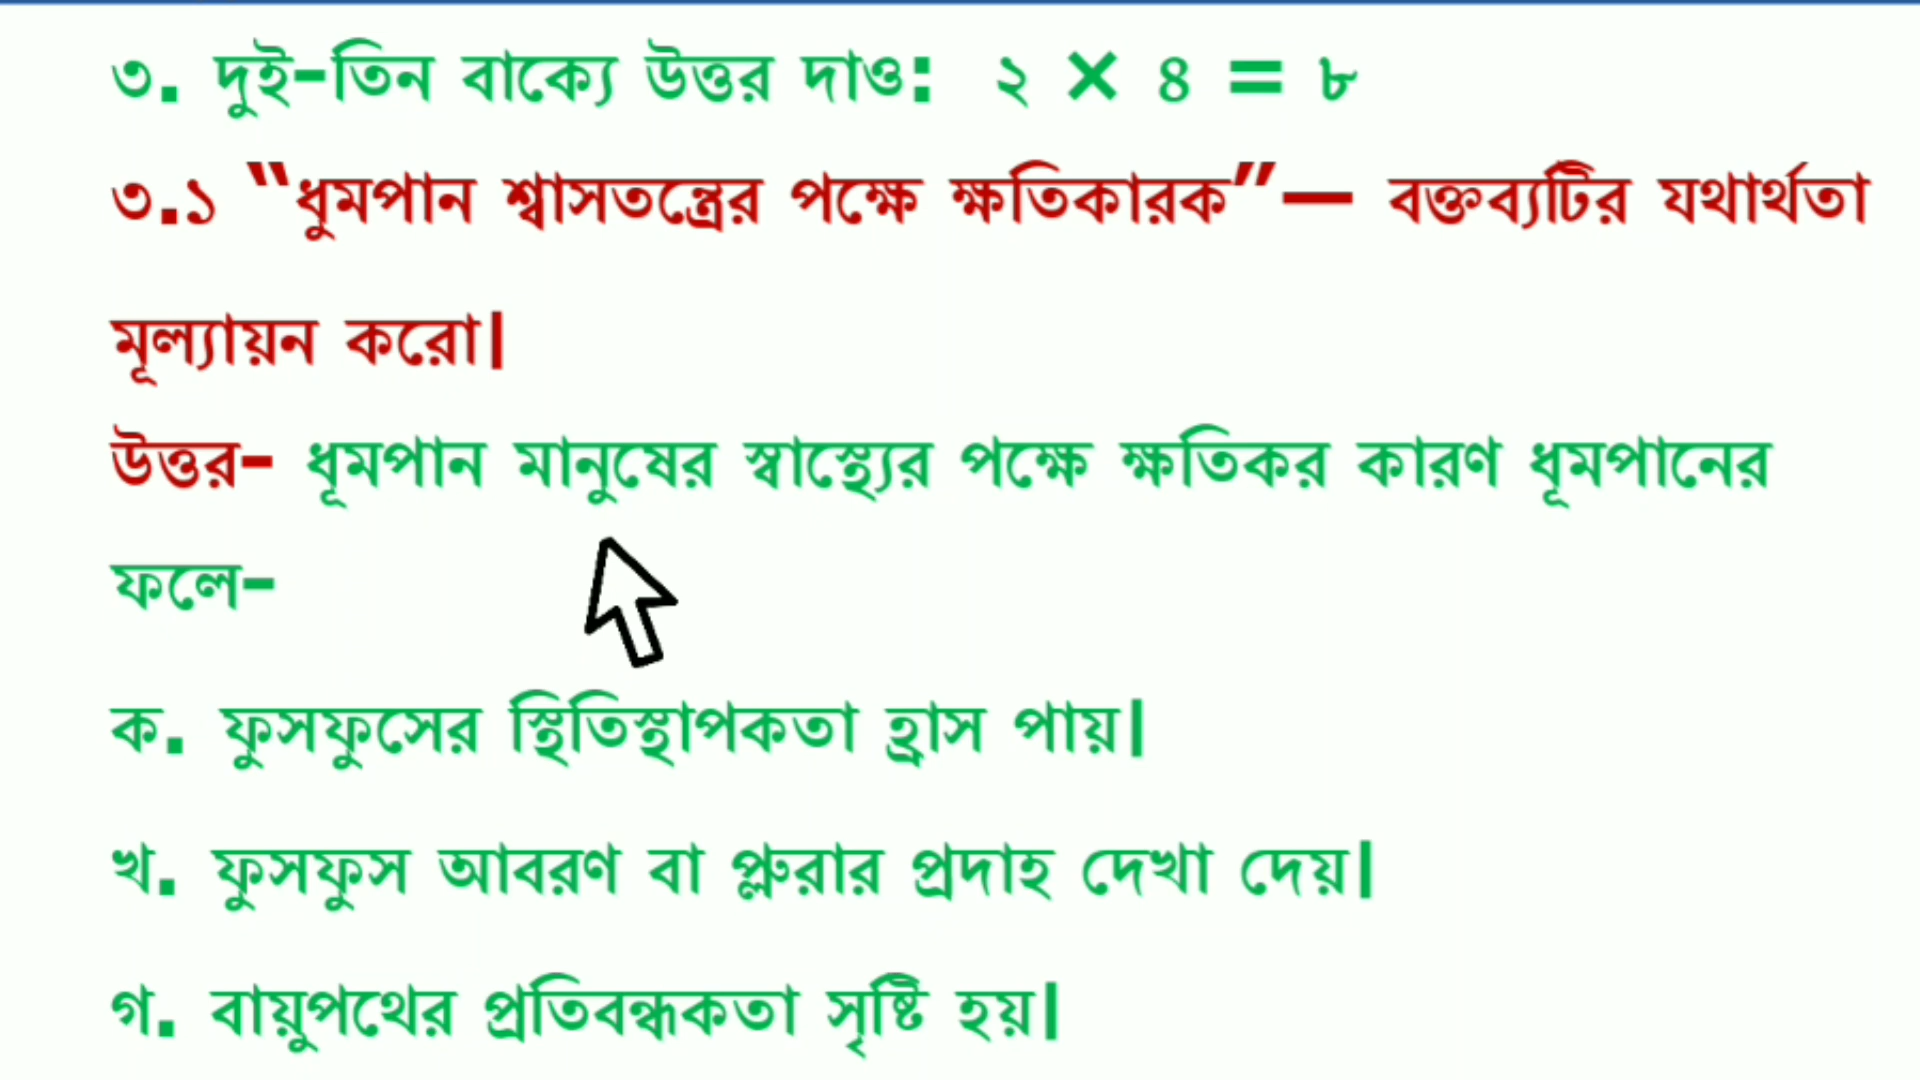 ৩. দুই-তিন বাক্যে উত্তর দাও: ২ × ৪ = ৮
৩.১ “ধুমপান শ্বাসতন্ত্রের পক্ষে ক্ষতিকারক”— বক্তব্যটির যথার্থতা
মূল্যায়ন করো।
উত্তর- ধূমপান মানুষের স্বাস্থ্যের পক্ষে ক্ষতিকর কারণ ধূমপানের
ফলে-
ক. ফুসফুসের স্থিতিস্থাপকতা হ্রাস পায়।
খ. ফুসফুস আবরণ বা প্লুরার প্রদাহ দেখা দেয়।
গ. বায়ুপথের প্রতিবন্ধকতা সৃষ্টি হয়।